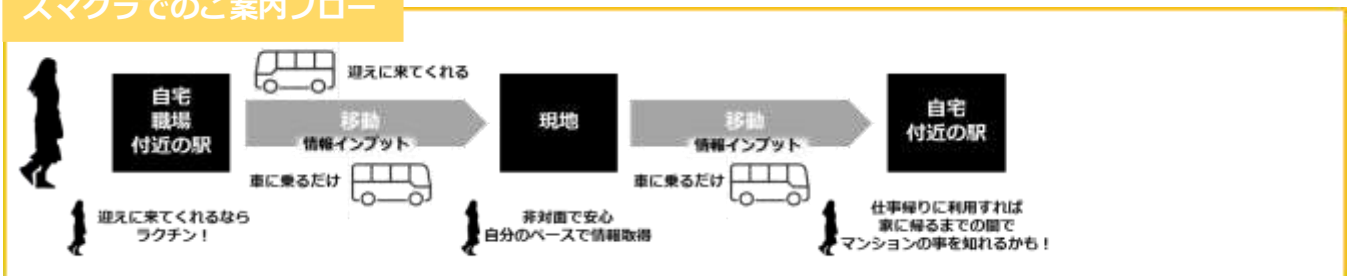 スマクラでのご案内フロー
迎えに来てくれる
自宅
職場
付近の駅
移動
情報インプット
車に乗るだけ
現地
移動
情報インプット
車に乗るだけ
自宅
付近の駅
迎えに来てくれるなら
ラクチン！
非対面で安心
自分のペースで情報取得
仕事帰りに利用すれば
家に帰るまでの間で
マンションの事を知れるかも！